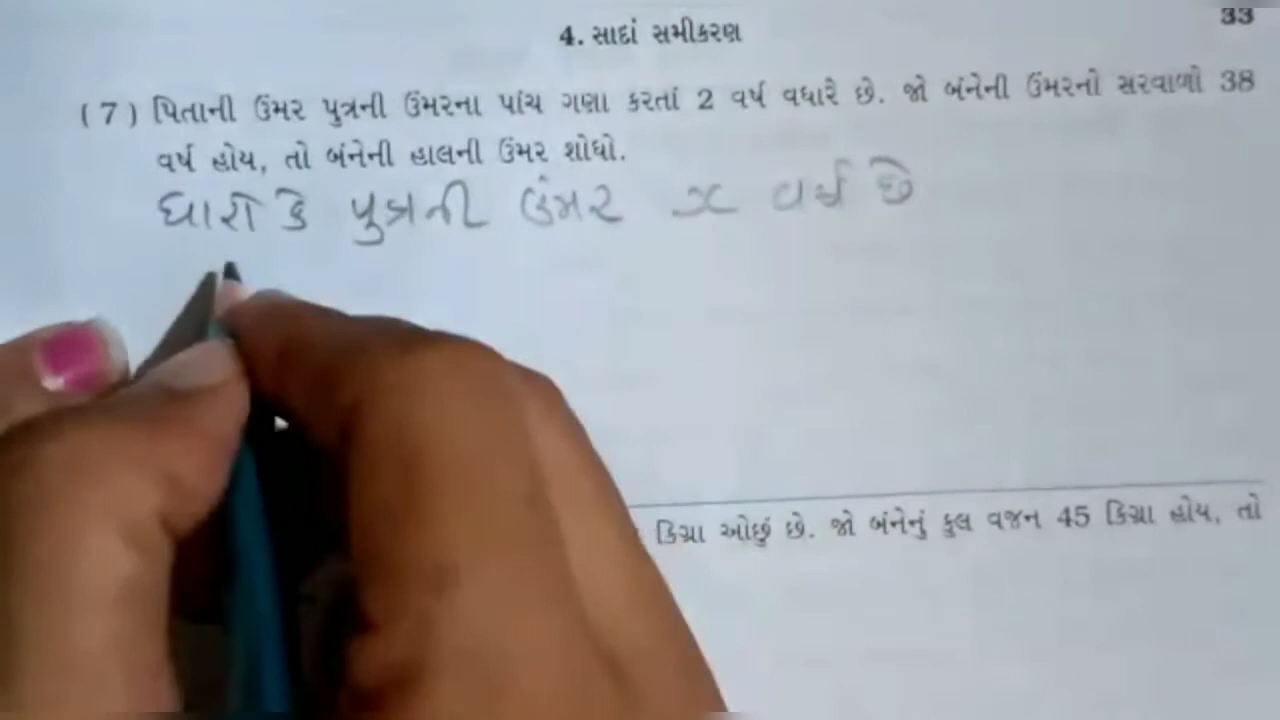 33
4. સાદાં સમીકરણ
(7) પિતાની ઉંમર પુત્રની ઉંમરના પાંચ ગણા કરતાં 2 વર્ષ વધારે છે. જો બંનેની ઉંમરનો સરવાળો 38
વર્ષ હોય, તો બંનેની હાલની ઉંમર શોધો.
ધારો કે પુત્રની ઉંમર x વર્ષ છે
કિગ્રા ઓછું છે. જો બંનેનું કુલ વજન 45 કિગ્રા હોય, તો